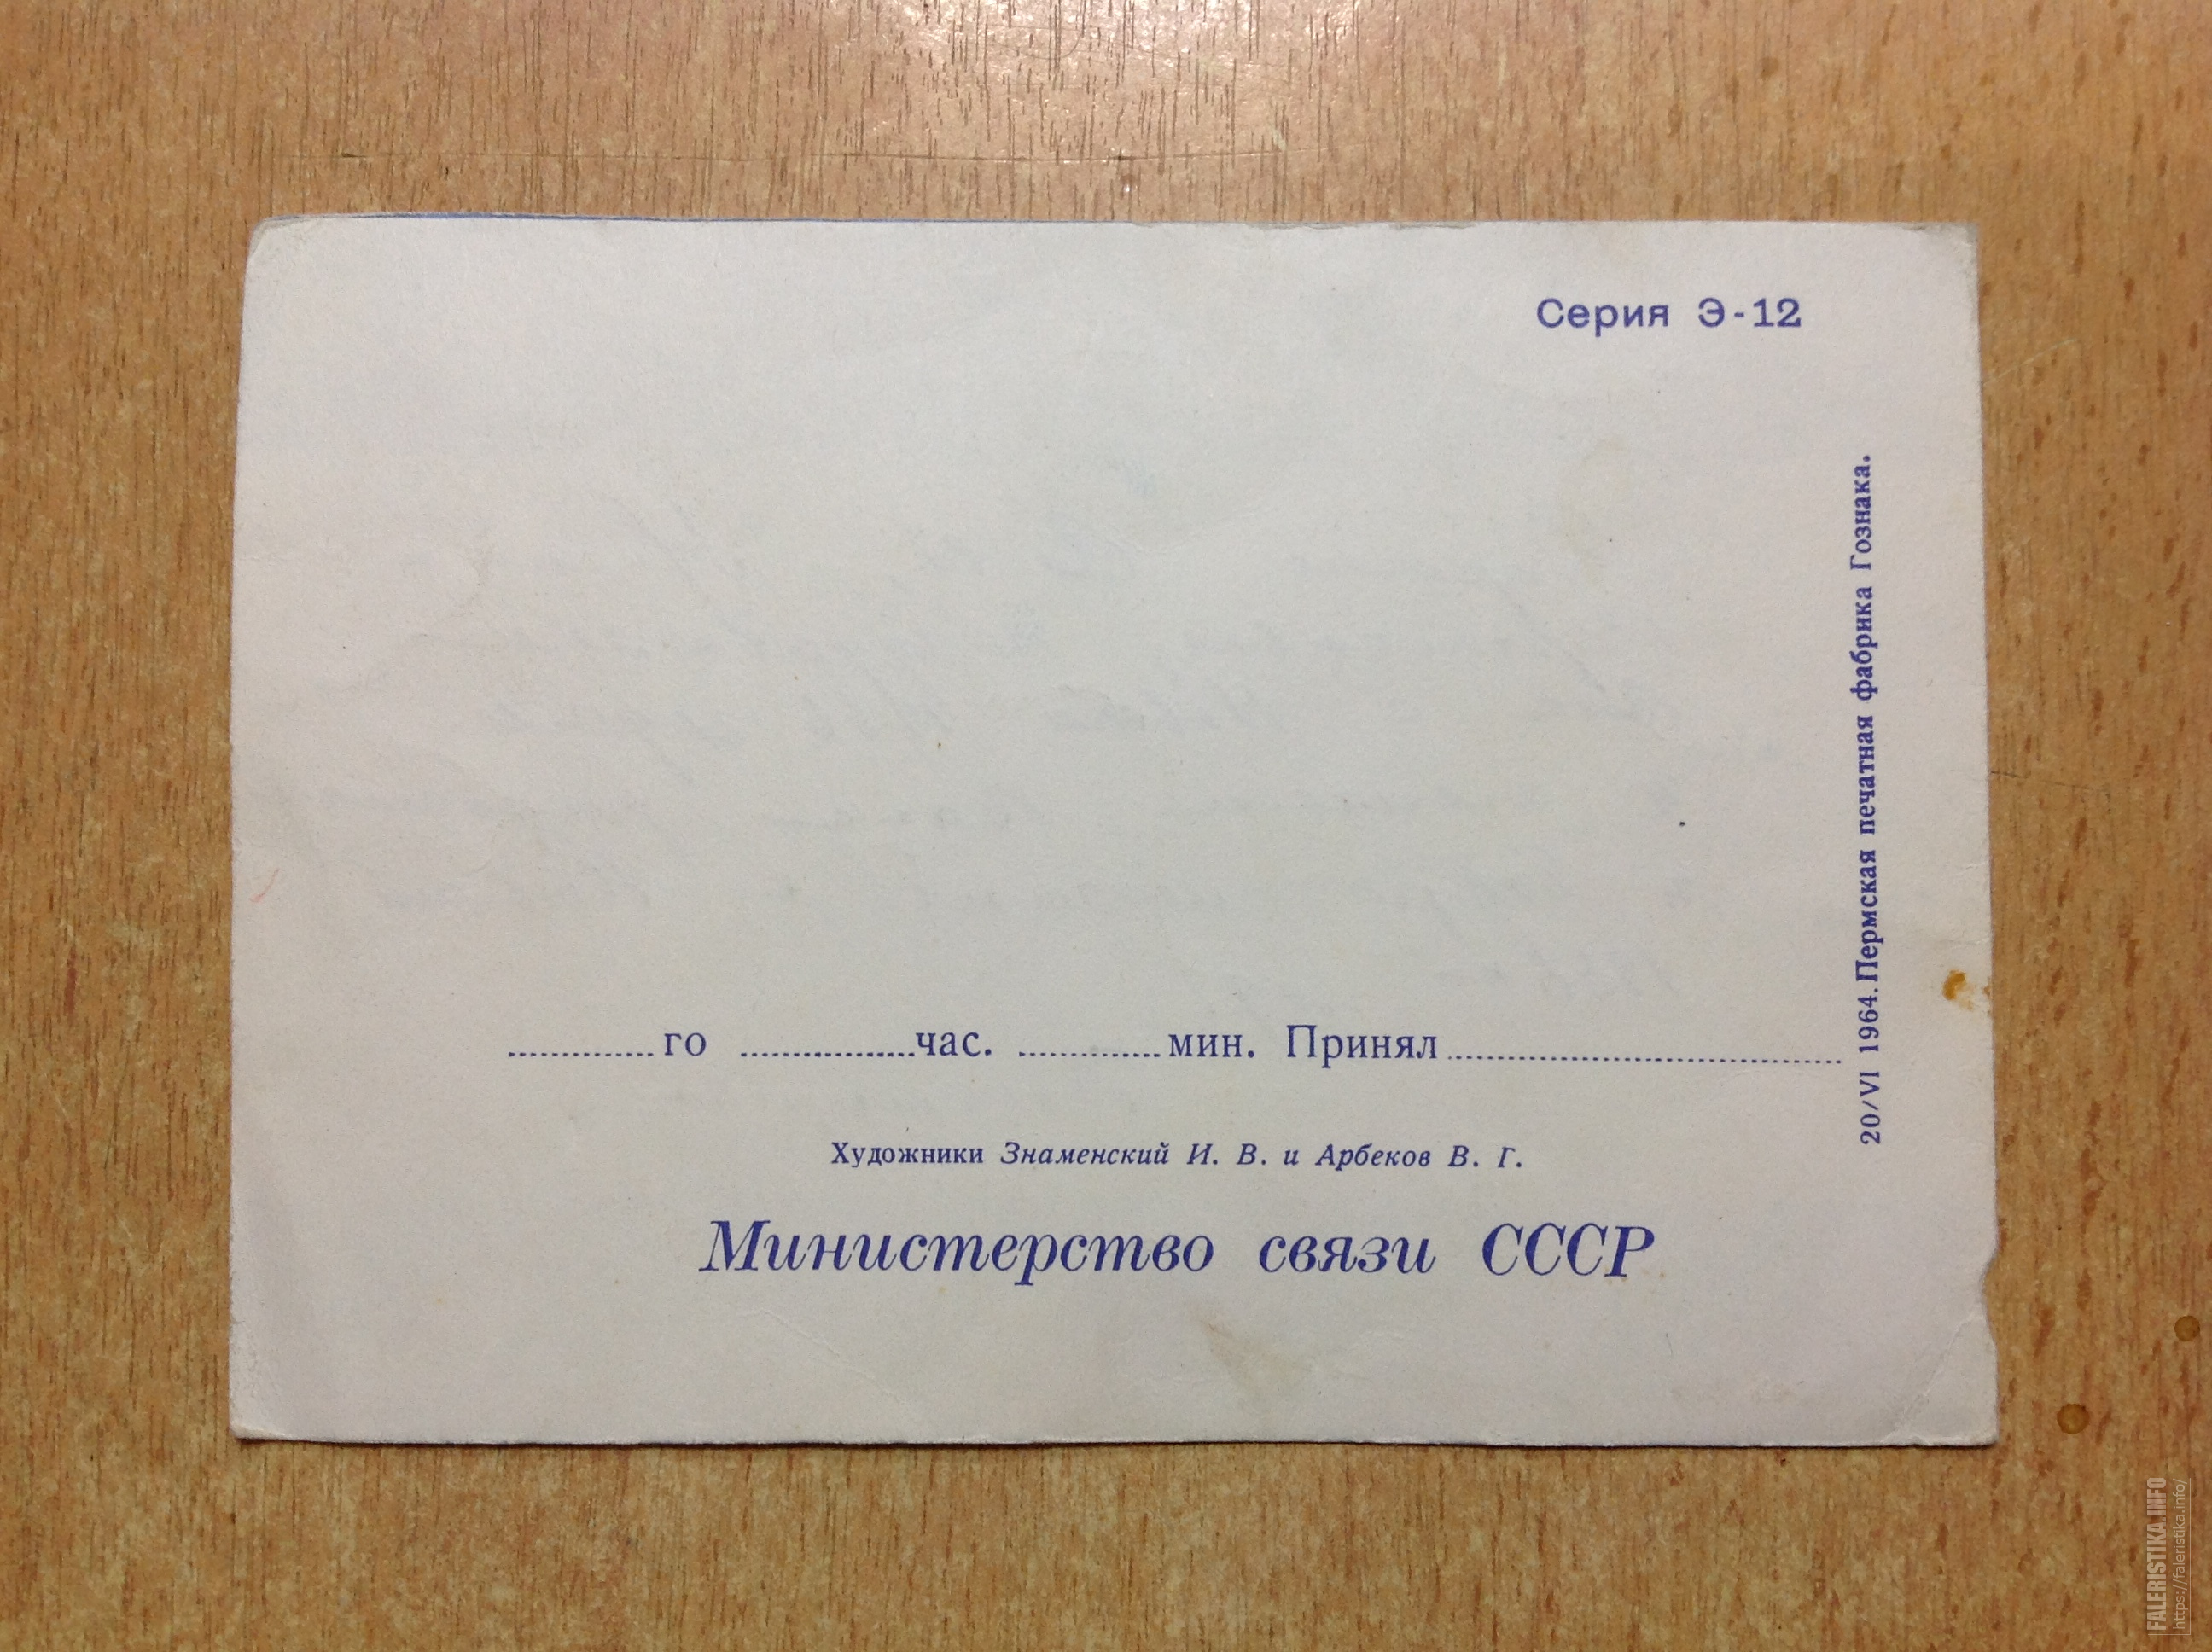 Серия Э-12
20/VI 1964. Пермская печатная фабрика Гознака.
го час. мин. Принял
Художники Знаменский И. В. и Арбеков В. Г.
Министерство связи СССР
FALERISTIKA.INFO
https://faleristika.info/